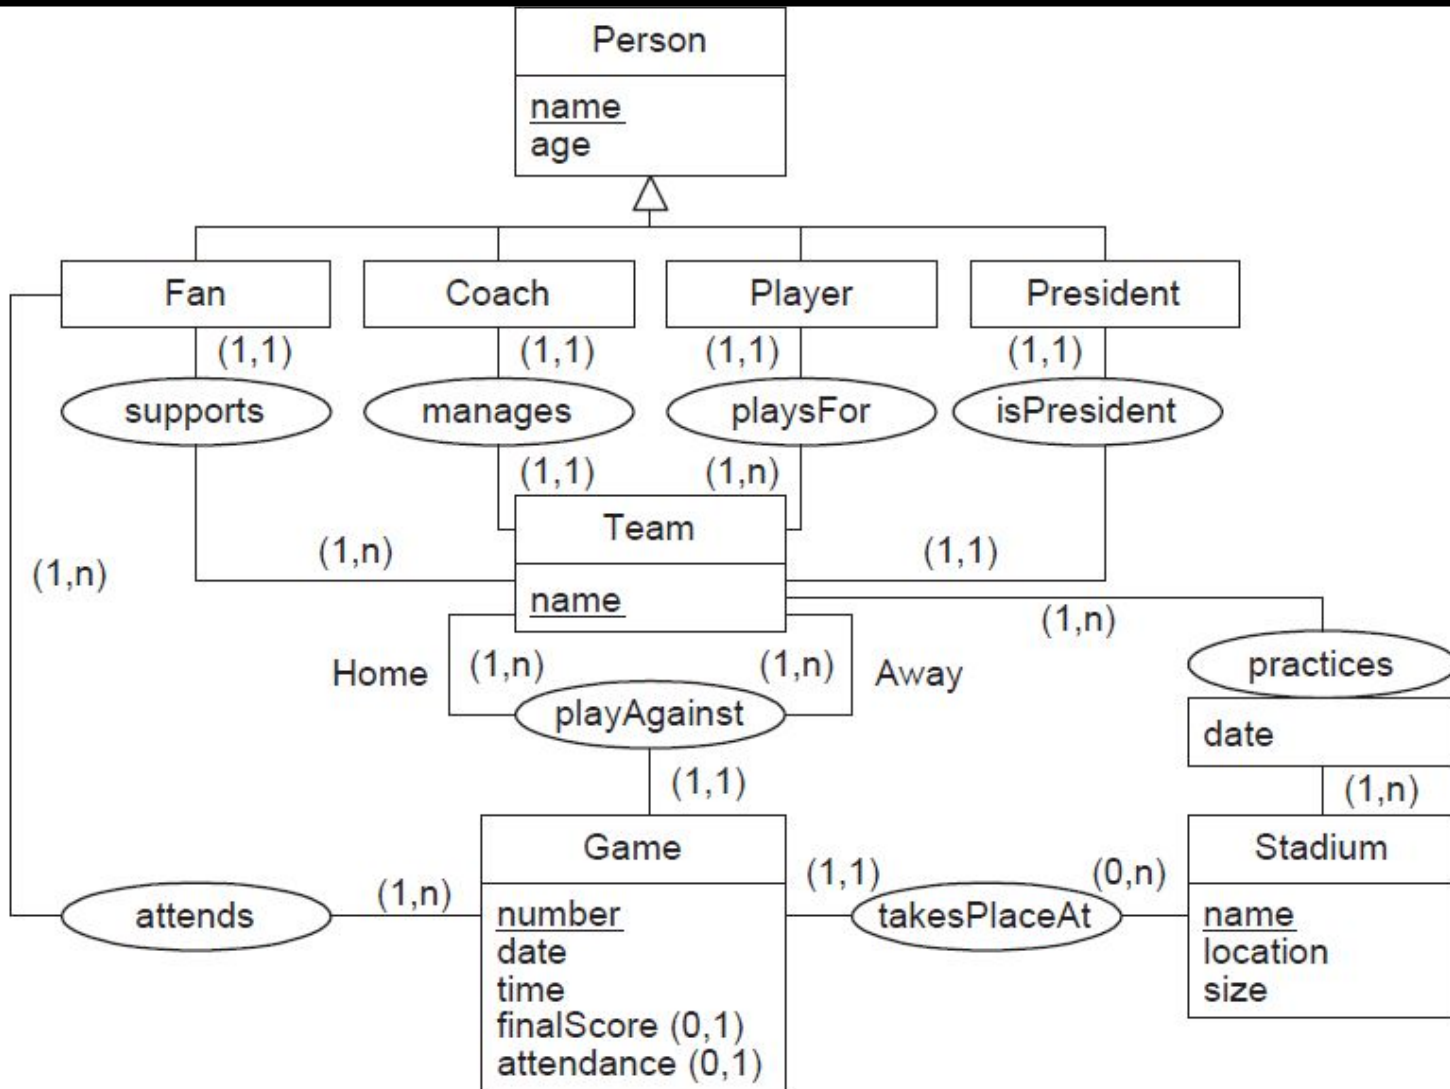 Person
name
age
Fan
Coach
Player
President
(1,1)
(1,1)
(1,1)
(1,1)
supports
manages
playsFor
isPresident
(1,1)
(1,n)
Team
(1,n)
(1,1)
(1,n)
name
(1,n)
Home
(1,n)
(1,n)
Away
practices
playAgainst
date
(1,1)
(1,n)
Game
Stadium
(1,1)
(0,n)
(1,n)
attends
takesPlaceAt
number
date
time
finalScore (0,1)
attendance (0,1)
name
location
size